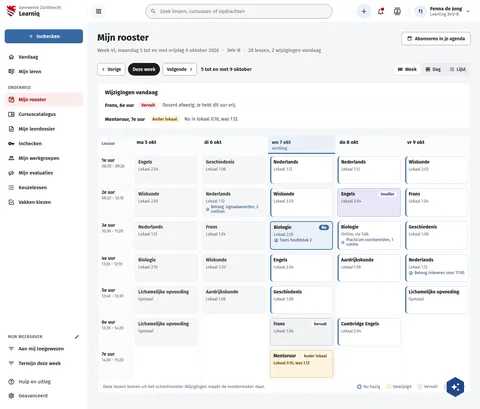 Gemeente Zuiddrecht
Learniq
Zoek lessen, cursussen of opdrachten
Fenna de Jong
Leerling 3HV-B
+ Inchecken
Vandaag
Mijn leren
ONDERWIJS
Mijn rooster
Cursuscatalogus
Mijn leerdossier
Inchecken
Mijn werkgroepen
Mijn evaluaties
Keuzelessen
Vakken kiezen
MIJN WEERGAVEN
Aan mij toegewezen
Termijn deze week
Hulp en uitleg
Geavanceerd
Mijn rooster
Week 41, maandag 5 tot en met vrijdag 9 oktober 2026 · 3HV-B · 28 lessen, 2 wijzigingen vandaag
Abonneren in je agenda
Vorige
Deze week
Volgende
5 tot en met 9 oktober
Week
Dag
Lijst
Wijzigingen vandaag
Frans, 6e uur Vervalt Docent afwezig. Je hebt dit uur vrij.
Mentoruur, 7e uur Ander lokaal Nu in lokaal 0.10, was 1.12.
Lesuur
ma 5 okt
di 6 okt
wo 7 okt
vandaag
do 8 okt
vr 9 okt
1e uur
08:30 - 09:20
Engels
Lokaal 2.04
Geschiedenis
Lokaal 1.08
Nederlands
Lokaal 1.12
Nederlands
Lokaal 1.12
Wiskunde
Lokaal 2.03
2e uur
09:20 - 10:10
Wiskunde
Lokaal 2.03
Nederlands
Lokaal 1.12
Betoog: signaalwoorden, 2 notities
Wiskunde
Lokaal 2.03
Engels
Invaller
Lokaal 2.04
Frans
Lokaal 1.04
3e uur
10:30 - 11:20
Nederlands
Lokaal 1.12
Frans
Lokaal 1.04
Biologie
Nu
Lokaal 2.10
Toets hoofdstuk 2
Biologie
Online, via Talk
Practicum voorbereiden, 1 notitie
Geschiedenis
Lokaal 1.08
4e uur
11:20 - 12:10
Biologie
Lokaal 2.10
Wiskunde
Lokaal 2.03
Engels
Lokaal 2.04
Aardrijkskunde
Lokaal 1.09
Nederlands
Lokaal 1.12
Betoog inleveren voor 17:00
5e uur
12:40 - 13:30
Lichamelijke opvoeding
Gymzaal
Aardrijkskunde
Lokaal 1.08
Geschiedenis
Lokaal 1.08
Lichamelijke opvoeding
Gymzaal
6e uur
13:30 - 14:20
Lichamelijke opvoeding
Gymzaal
Frans
Vervalt
Lokaal 1.04
Cambridge Engels
Lokaal 2.04
7e uur
14:30 - 15:20
Mentoruur
Ander lokaal
Lokaal 0.10, was 1.12
Deze lessen komen uit het schoolrooster. Wijzigingen maakt de roostermaker daar.
Nu bezig
Gewijzigd
Vervalt